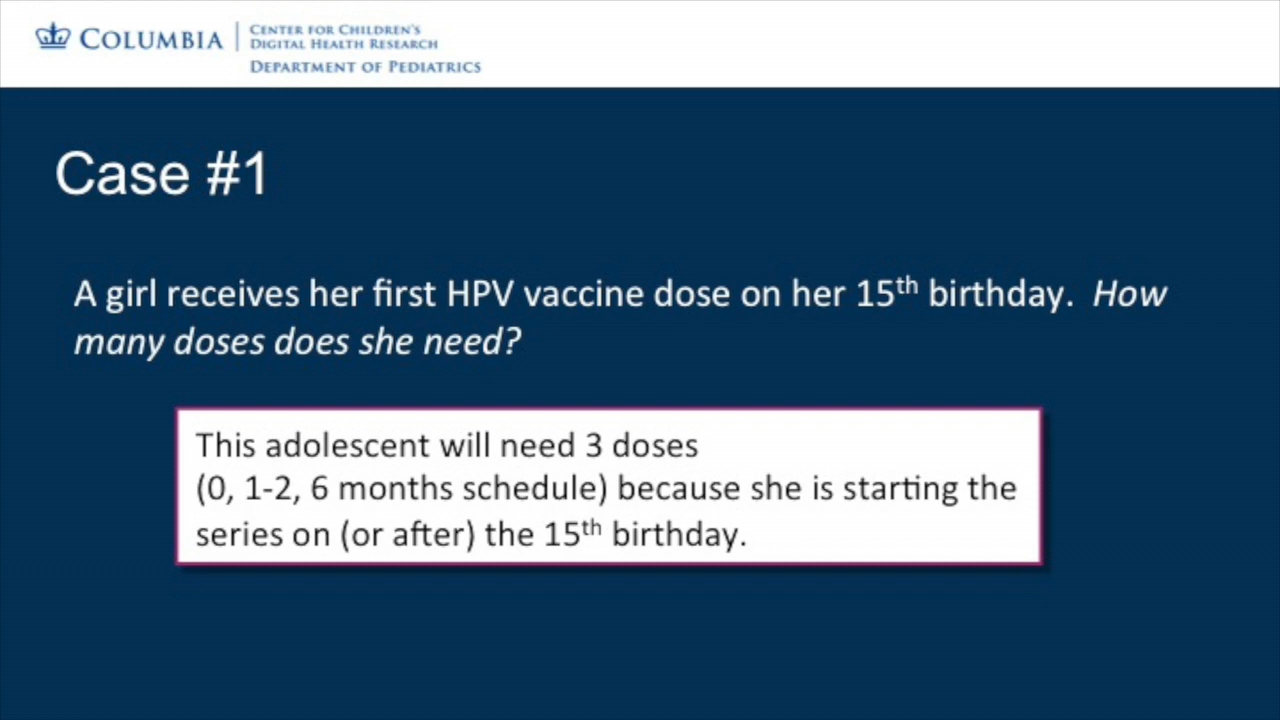 COLUMBIA
CENTER FOR CHILDREN'S
DIGITAL HEALTH RESEARCH
DEPARTMENT OF PEDIATRICS
Case #1
A girl receives her first HPV vaccine dose on her 15th birthday. How
many doses does she need?
This adolescent will need 3 doses
(0, 1-2, 6 months schedule) because she is starting the
series on (or after) the 15th birthday.